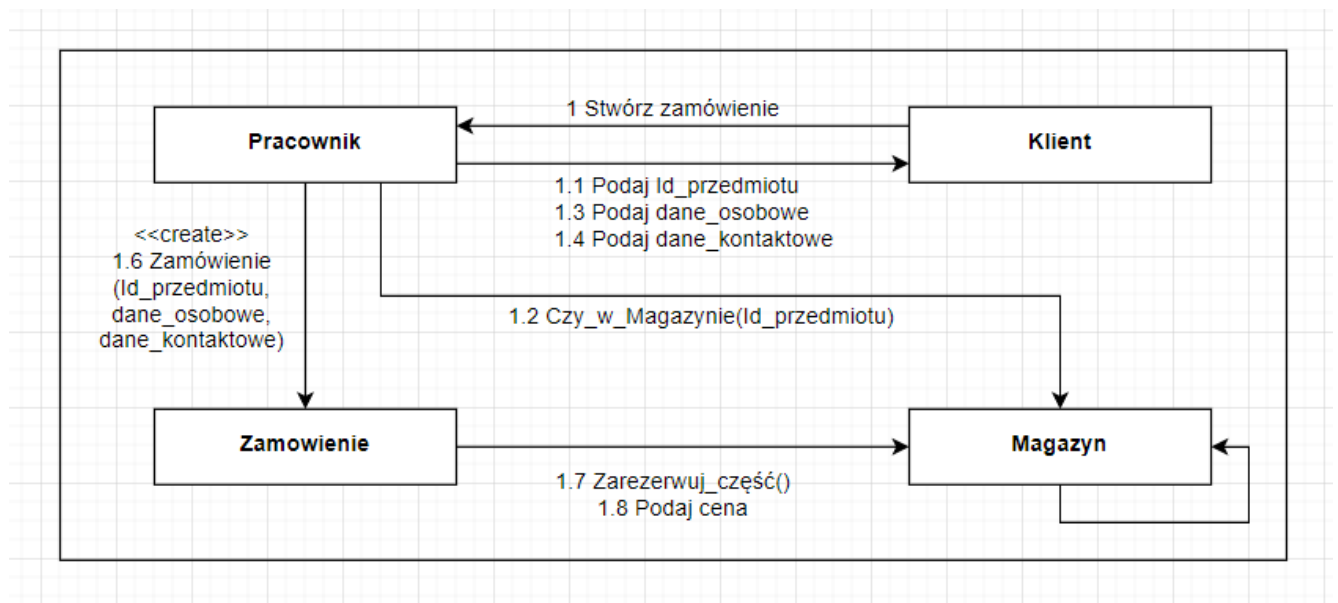 1 Stwórz zamówienie
Pracownik
Klient
1.1 Podaj Id_przedmiotu
1.3 Podaj dane_osobowe
1.4 Podaj dane_kontaktowe
<<create>>
1.6 Zamówienie
(Id_przedmiotu,
dane_osobowe,
dane_kontaktowe)
1.2 Czy_w_Magazynie(Id_przedmiotu)
Zamowienie
Magazyn
1.7 Zarezerwuj_część()
1.8 Podaj cena